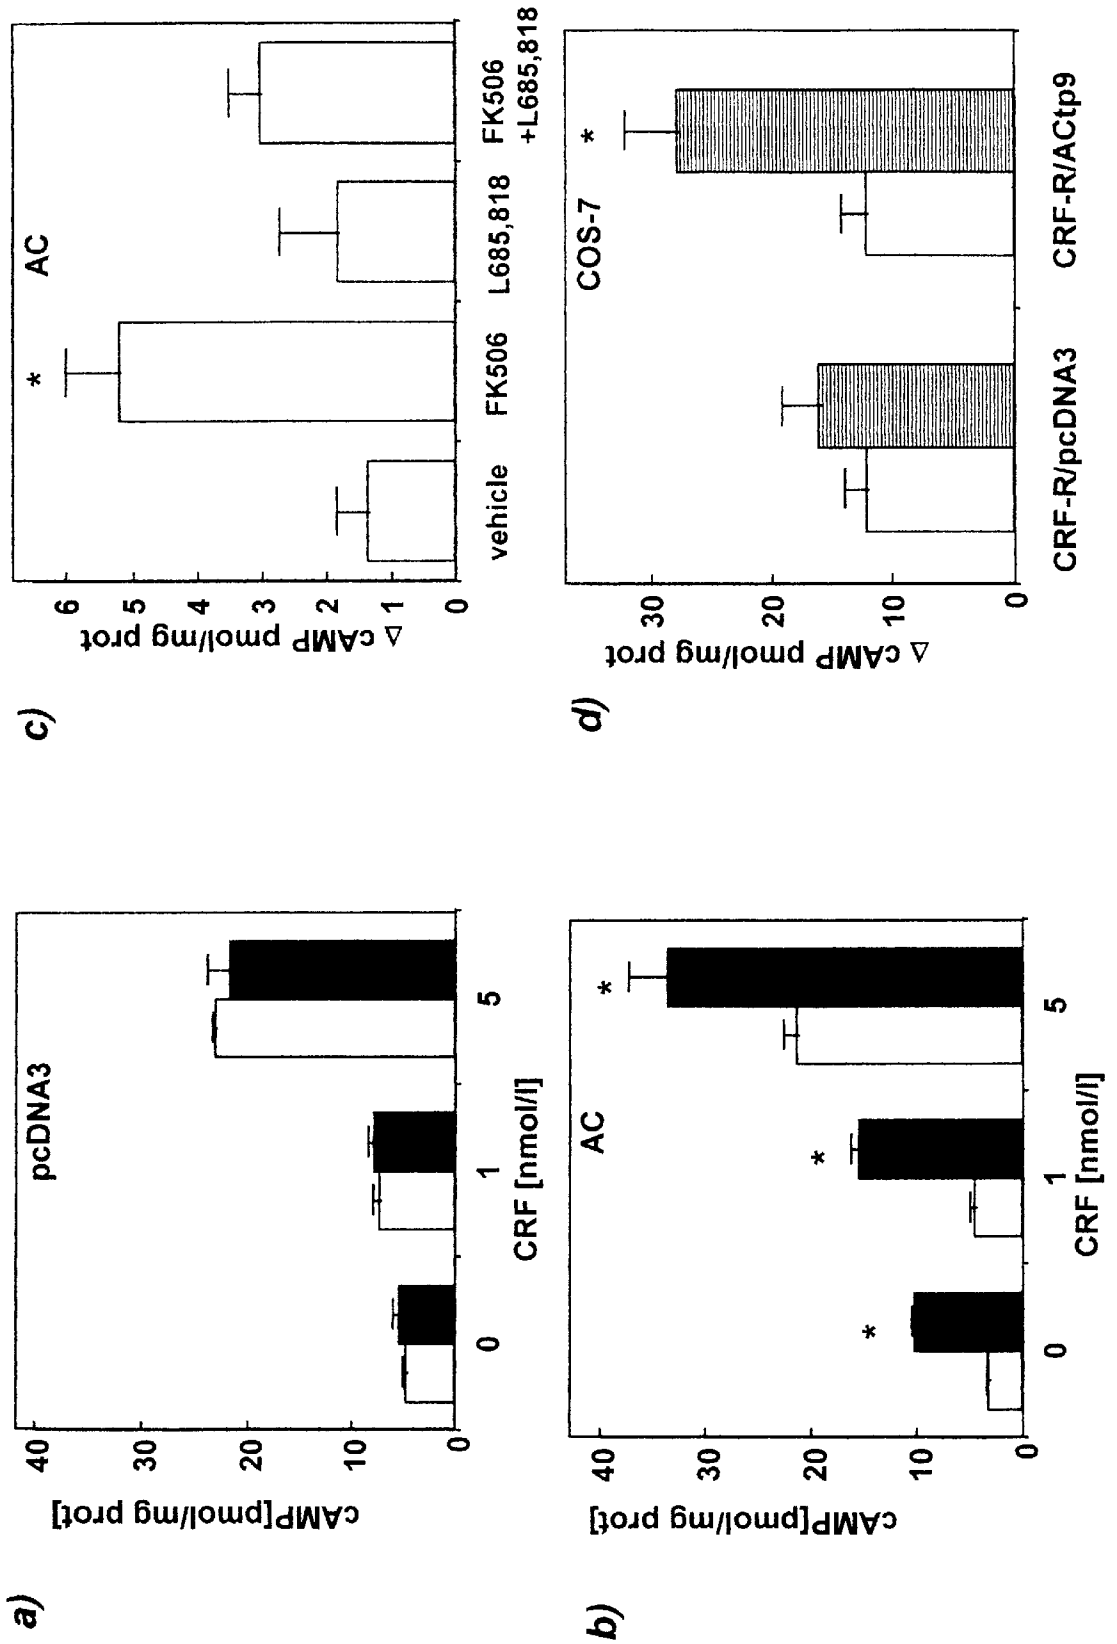 a)
pcDNA3
cAMP[pmol/mg prot]
40
30
20
10
0
0 1 5
CRF [nmol/l]
b)
AC
cAMP[pmol/mg prot]
40
30
20
10
0
*
*
*
0 1 5
CRF [nmol/l]
c)
AC
Δ cAMP pmol/mg prot
6
5
4
3
2
1
0
*
vehicle FK506 L685,818 FK506
+L685,818
d)
COS-7
Δ cAMP pmol/mg prot
30
20
10
0
*
CRF-R/pcDNA3 CRF-R/ACtp9